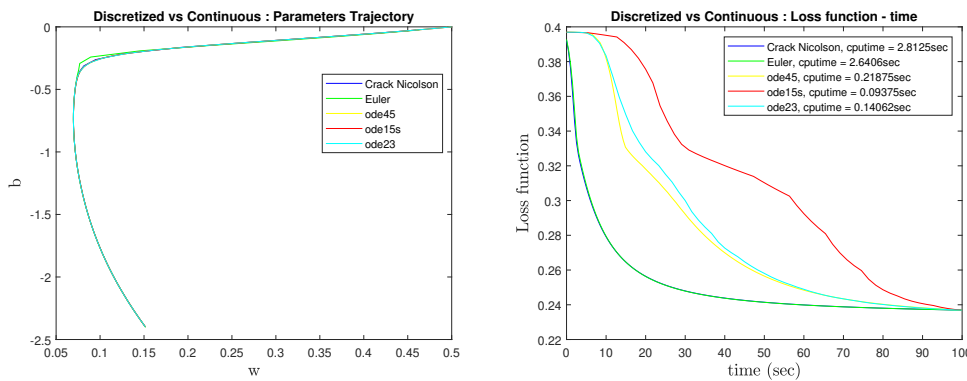 Discretized vs Continuous : Parameters Trajectory
0
-0.5
-1
-1.5
-2
-2.5
b
0.05 0.1 0.15 0.2 0.25 0.3 0.35 0.4 0.45 0.5
w
Crack Nicolson
Euler
ode45
ode15s
ode23
Discretized vs Continuous : Loss function - time
0.4
0.38
0.36
0.34
0.32
0.4
0.28
0.26
0.24
0.22
Loss function
0 10 20 30 40 50 60 70 80 90 100
time (sec)
Crack Nicolson, cputime = 2.8125sec
Euler, cputime = 2.6406sec
ode45, cputime = 0.21875sec
ode15s, cputime = 0.09375sec
ode23, cputime = 0.14062sec